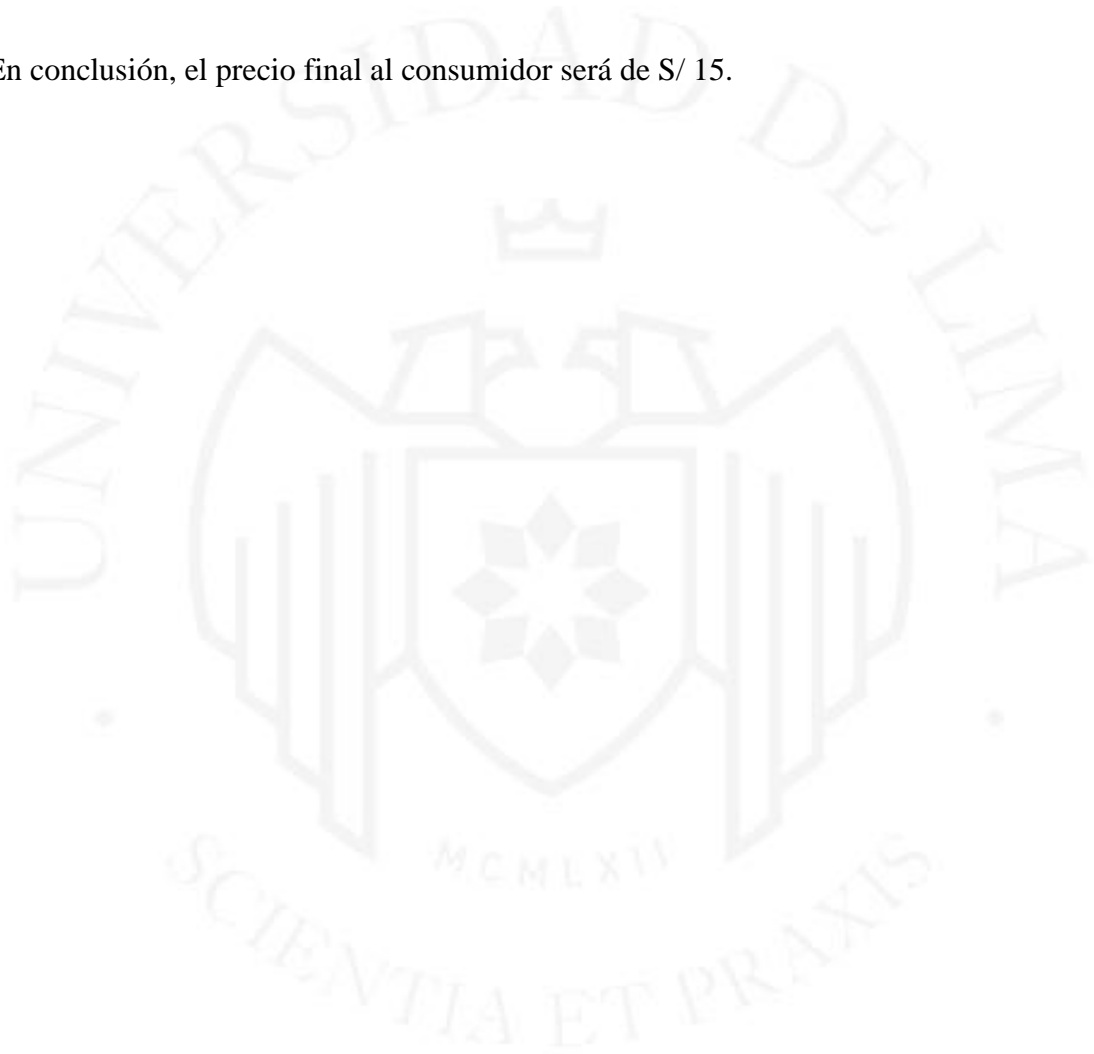 En conclusión, el precio final al consumidor será de S/ 15.
UNIVERSIDAD DE LIMA
MCMLXII
SCIENTIA ET PRAXIS